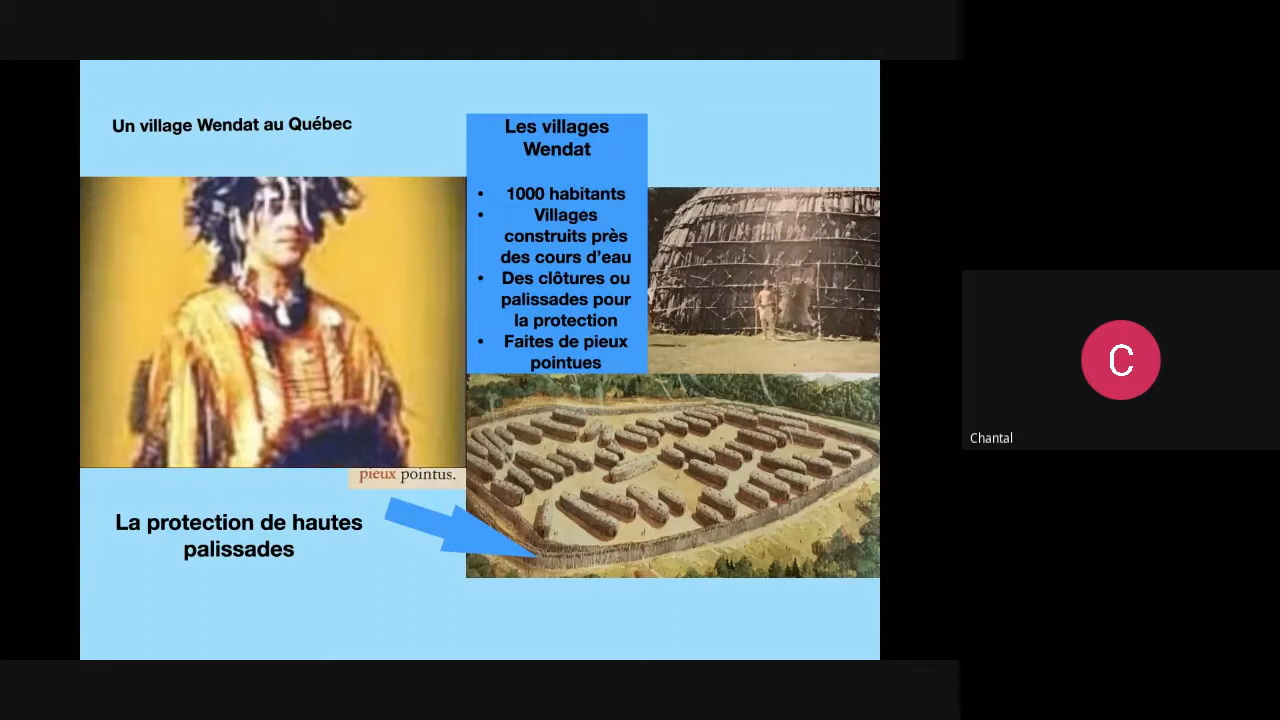 Un village Wendat au Québec
Les villages
Wendat
• 1000 habitants
• Villages
construits près
des cours d’eau
• Des clôtures ou
palissades pour
la protection
• Faites de pieux
pointues
pieux pointus.
La protection de hautes
palissades
C
Chantal